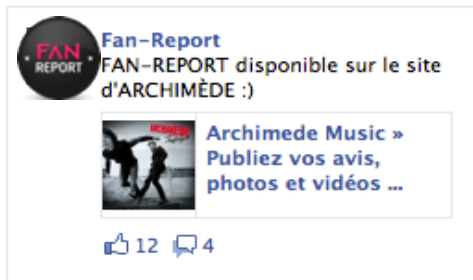 FAN
REPORT
Fan-Report
FAN-REPORT disponible sur le site
d'ARCHIMÈDE :)
ARCHIMEDE
Archimede Music »
Publiez vos avis,
photos et vidéos ...
12 4